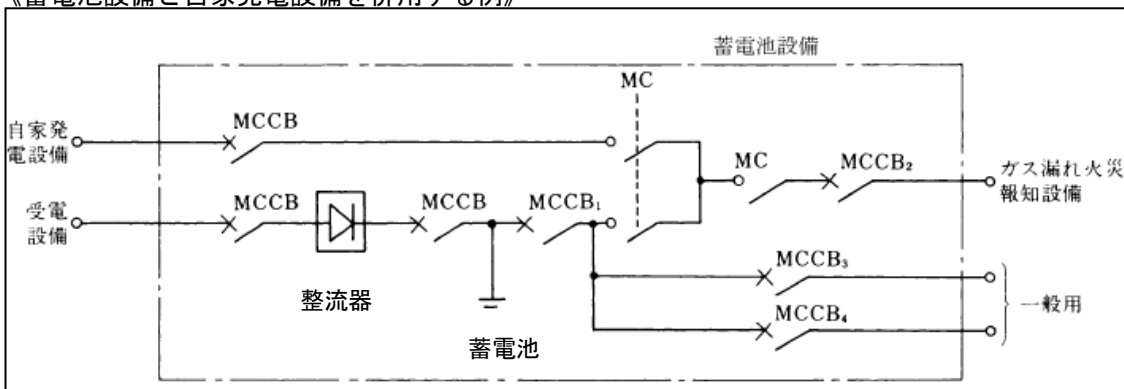 《蓄電池設備と自家発電設備を併用する例》
蓄電池設備
MC
自家発
電設備
MCCB
MC
MCCB₂
ガス漏れ火災
報知設備
受電
設備
MCCB
MCCB
MCCB₁
MCCB₃
整流器
一般用
MCCB₄
蓄電池